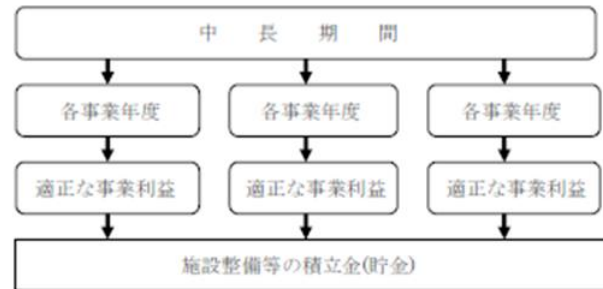 中 長 期 間
各事業年度 各事業年度 各事業年度
適正な事業利益 適正な事業利益 適正な事業利益
施設整備等の積立金(貯金)